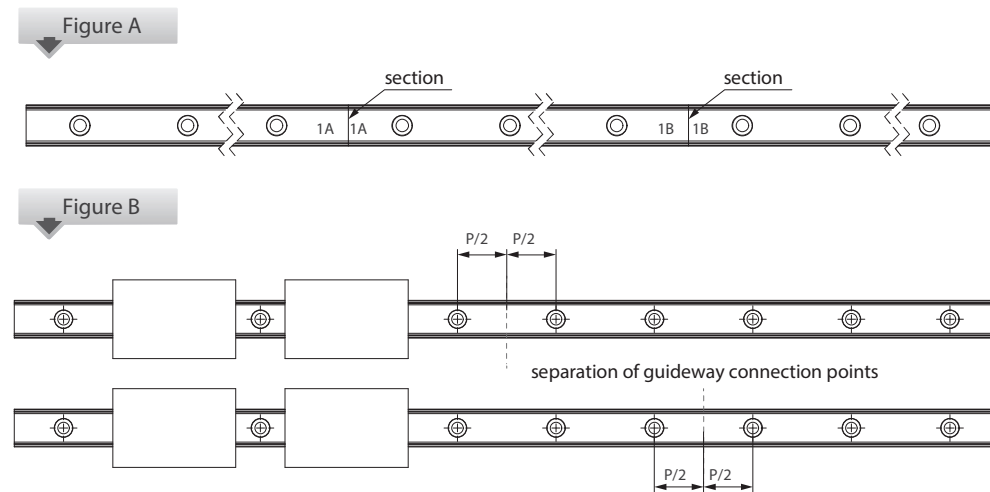 Figure A
section section
1A 1A 1B 1B
Figure B
P/2 P/2
separation of guideway connection points
P/2 P/2